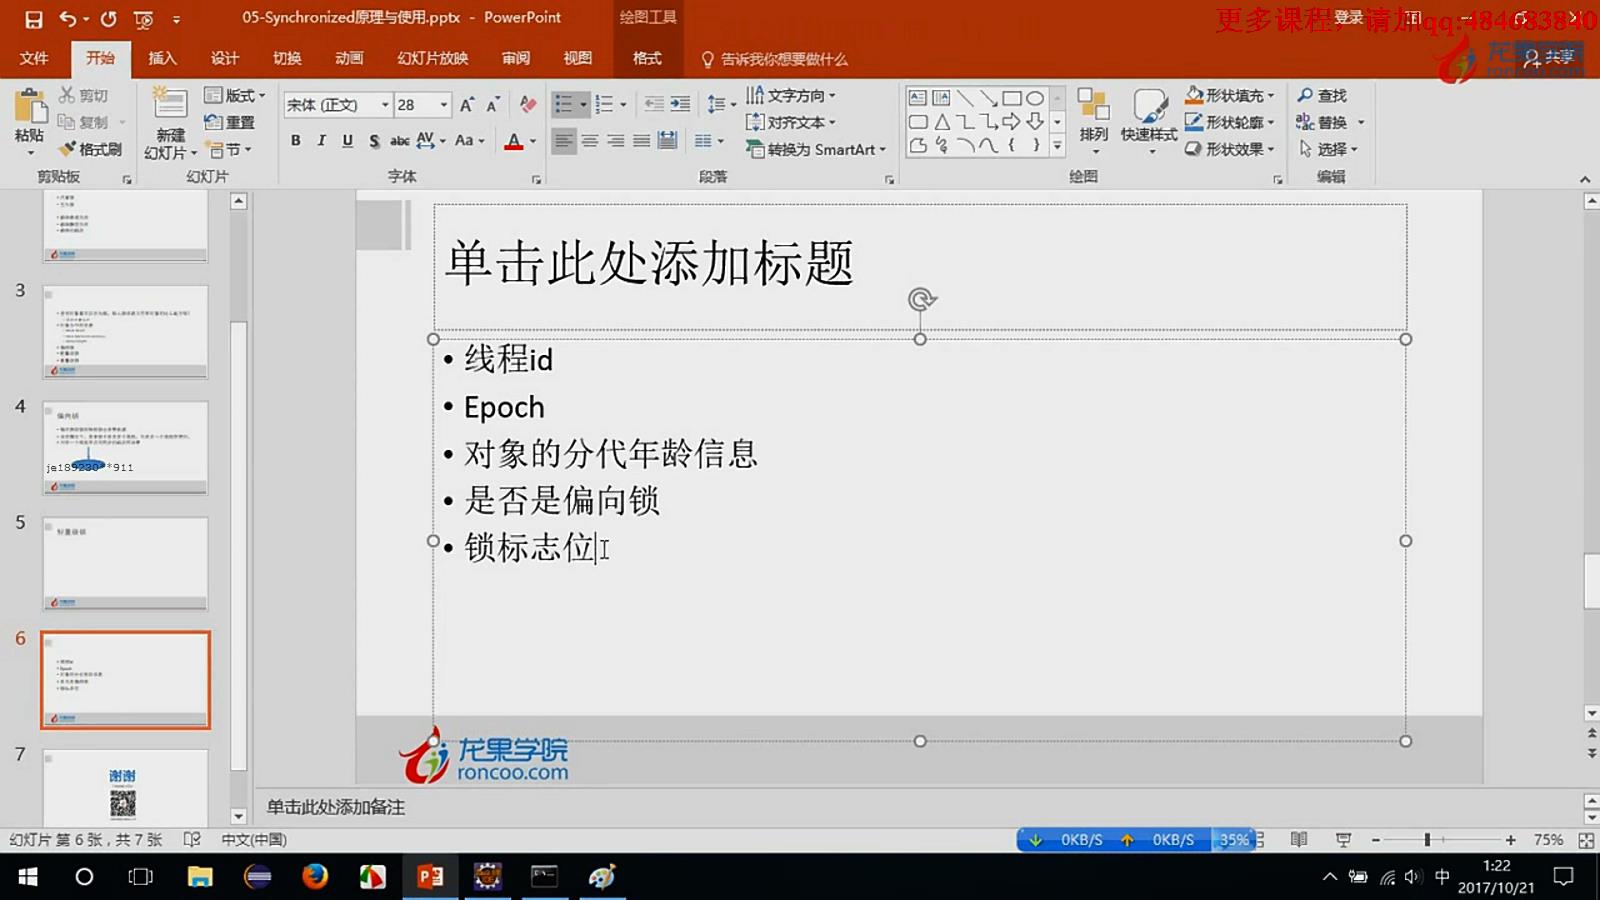 05-Synchronized原理与使用.pptx - PowerPoint
绘图工具
登录
更多课程，请加qq:484683840
文件
开始
插入
设计
切换
动画
幻灯片放映
审阅
视图
格式
告诉我你想要做什么
共享
粘贴
剪切
复制
格式刷
剪贴板
新建
幻灯片
版式
重置
节
幻灯片
宋体 (正文)
28
字体
文字方向
对齐文本
转换为 SmartArt
段落
排列
快速样式
形状填充
形状轮廓
形状效果
绘图
查找
替换
选择
编辑
3
4
偏向锁
je189230**911
5
轻量级锁
6
7
谢谢
单击此处添加标题
• 线程id
• Epoch
• 对象的分代年龄信息
• 是否是偏向锁
• 锁标志位
龙果学院
roncoo.com
单击此处添加备注
幻灯片 第 6 张，共 7 张
中文(中国)
0KB/S
0KB/S
35%
75%
中
1:22
2017/10/21